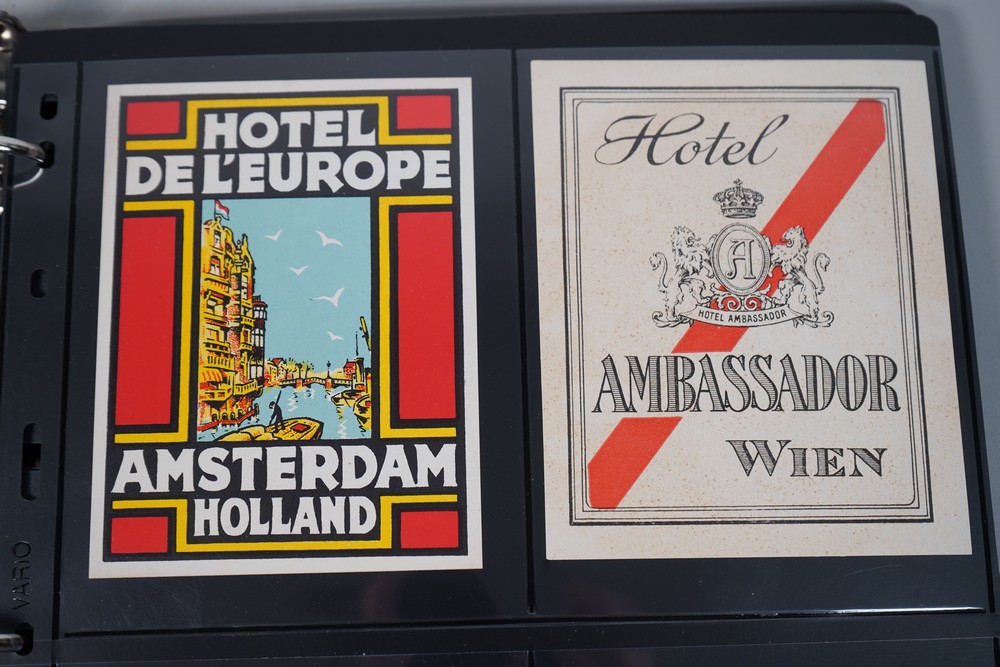 HOTEL
DE L'EUROPE
AMSTERDAM
HOLLAND
Hotel
A
HOTEL AMBASSADOR
AMBASSADOR
WIEN
VARIO